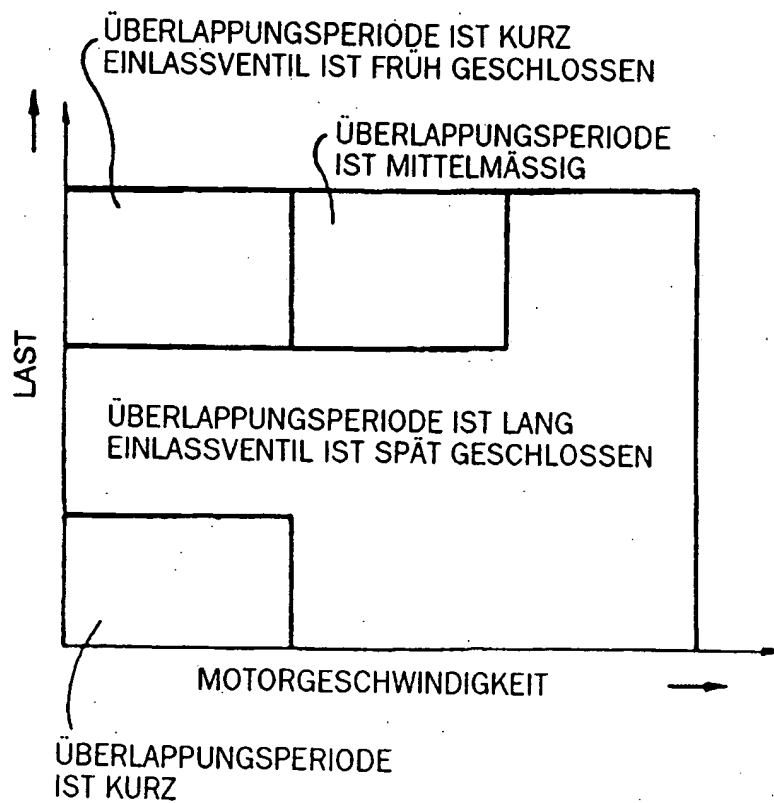 ÜBERLAPPUNGSPERIODE IST KURZ
EINLASSVENTIL IST FRÜH GESCHLOSSEN
ÜBERLAPPUNGSPERIODE
IST MITTELMÄSSIG
LAST
ÜBERLAPPUNGSPERIODE IST LANG
EINLASSVENTIL IST SPÄT GESCHLOSSEN
MOTORGESCHWINDIGKEIT
ÜBERLAPPUNGSPERIODE
IST KURZ